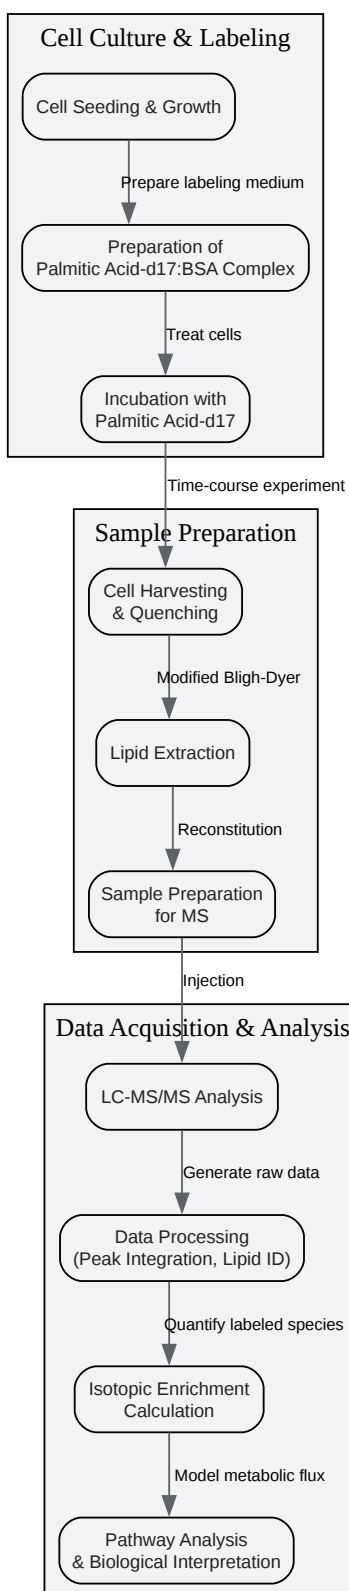 Cell Culture & Labeling
Cell Seeding & Growth
Prepare labeling medium
Preparation of
Palmitic Acid-d17:BSA Complex
Treat cells
Incubation with
Palmitic Acid-d17
Time-course experiment
Sample Preparation
Cell Harvesting
& Quenching
Modified Bligh-Dyer
Lipid Extraction
Reconstitution
Sample Preparation
for MS
Injection
Data Acquisition & Analysis
LC-MS/MS Analysis
Generate raw data
Data Processing
(Peak Integration, Lipid ID)
Quantify labeled species
Isotopic Enrichment
Calculation
Model metabolic flux
Pathway Analysis
& Biological Interpretation